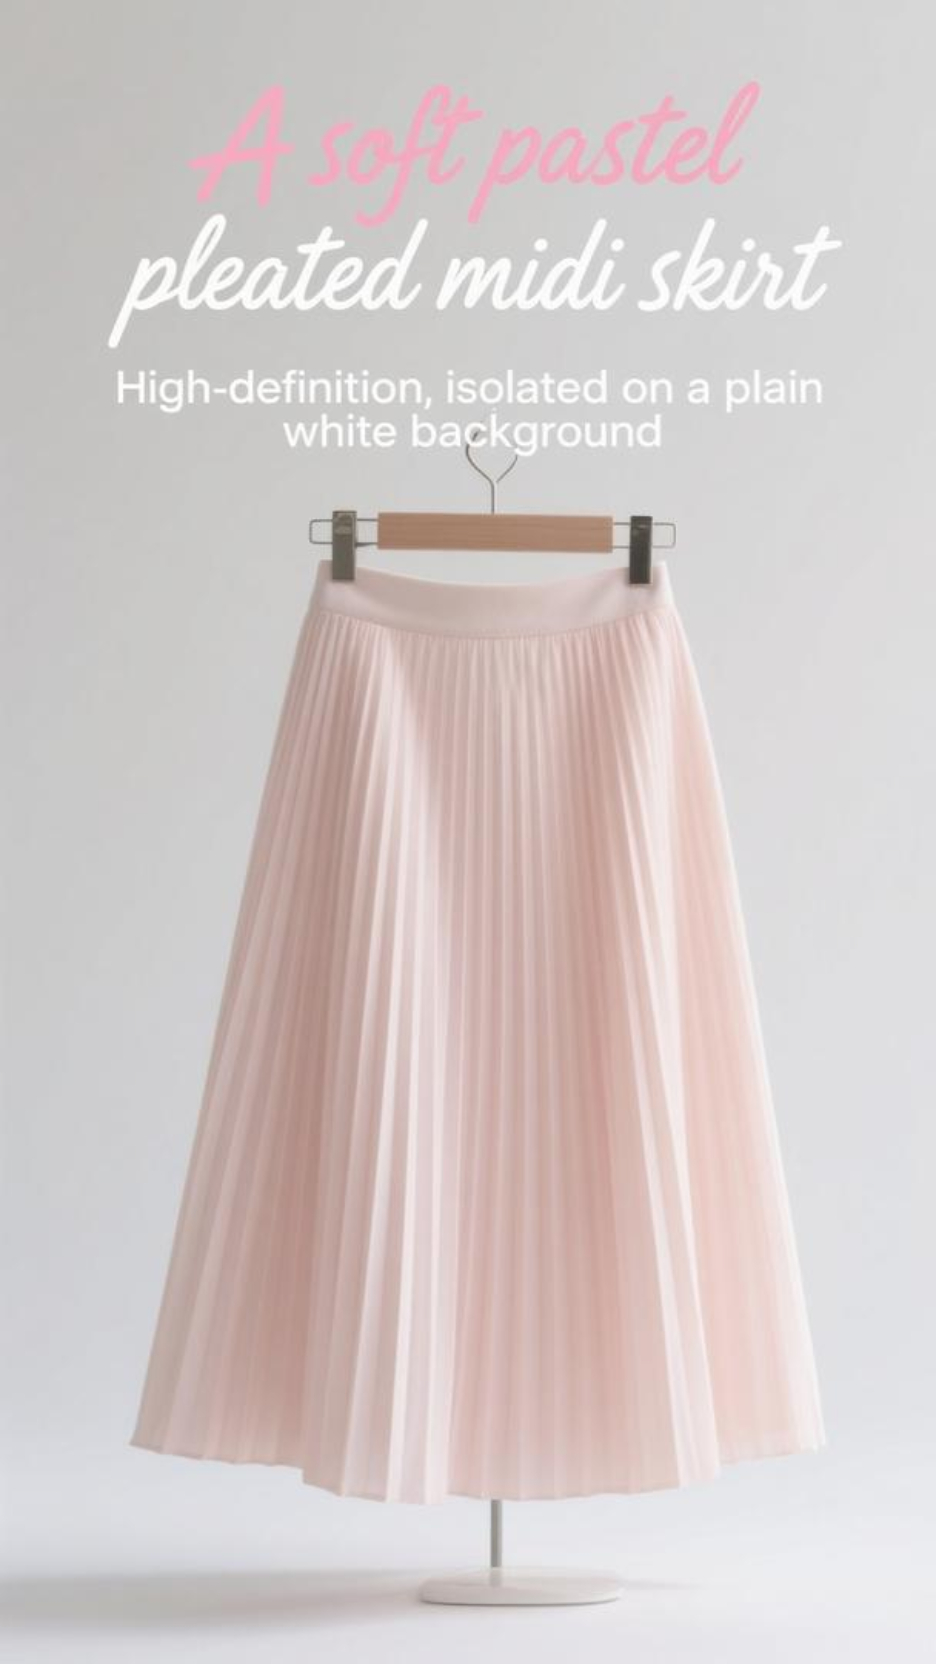 A soft pastel
pleated midi skirt
High-definition, isolated on a plain
white background